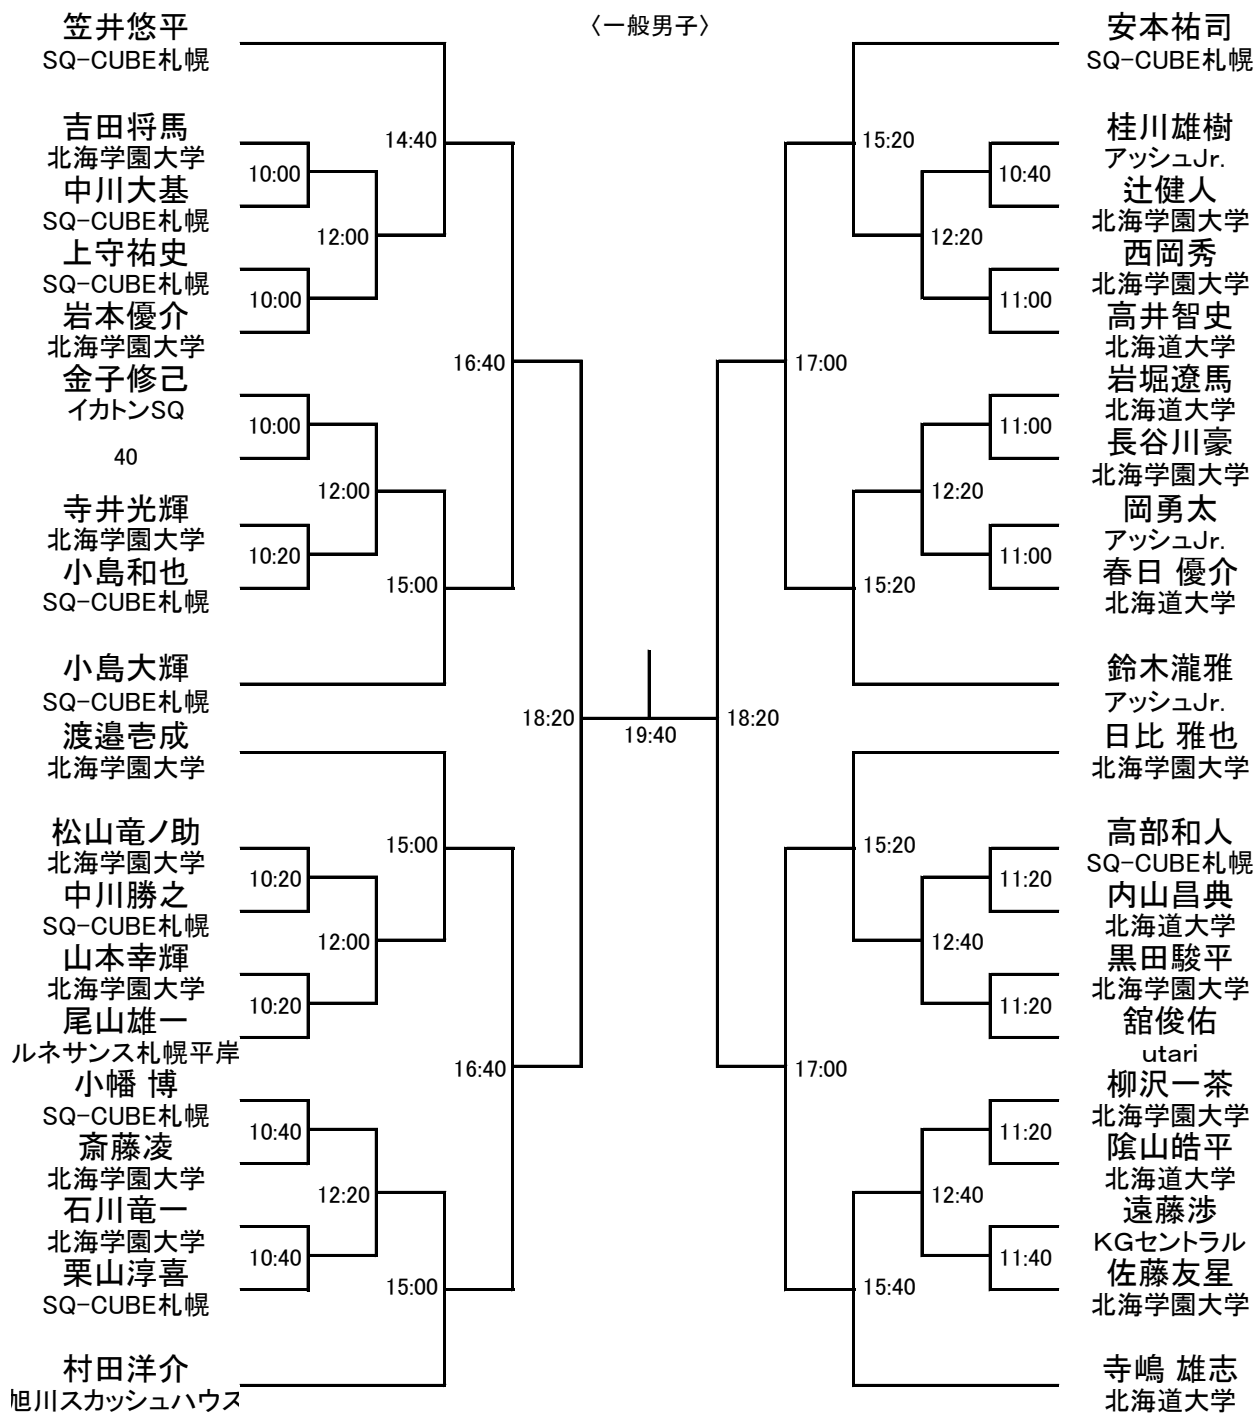 〈一般男子〉
笠井悠平
SQ-CUBE札幌
吉田将馬
北海学園大学
中川大基
SQ-CUBE札幌
上守祐史
SQ-CUBE札幌
岩本優介
北海学園大学
金子修己
イカトンSQ
40
寺井光輝
北海学園大学
小島和也
SQ-CUBE札幌
小島大輝
SQ-CUBE札幌
渡邉壱成
北海学園大学
松山竜ノ助
北海学園大学
中川勝之
SQ-CUBE札幌
山本幸輝
北海学園大学
尾山雄一
ルネサンス札幌平岸
小幡 博
SQ-CUBE札幌
斎藤凌
北海学園大学
石川竜一
北海学園大学
栗山淳喜
SQ-CUBE札幌
村田洋介
旭川スカッシュハウス
10:00
10:00
10:00
10:20
10:20
10:20
10:40
10:40
12:00
12:00
12:00
12:20
14:40
15:00
15:00
15:00
16:40
16:40
18:20
19:40
18:20
17:00
17:00
15:20
15:20
15:20
15:40
12:20
12:20
12:40
12:40
10:40
11:00
11:00
11:00
11:20
11:20
11:20
11:40
安本祐司
SQ-CUBE札幌
桂川雄樹
アッシュJr.
辻健人
北海学園大学
西岡秀
北海学園大学
高井智史
北海道大学
岩堀遼馬
北海道大学
長谷川豪
北海学園大学
岡勇太
アッシュJr.
春日 優介
北海道大学
鈴木瀧雅
アッシュJr.
日比 雅也
北海学園大学
高部和人
SQ-CUBE札幌
内山昌典
北海道大学
黒田駿平
北海学園大学
舘俊佑
utari
柳沢一茶
北海学園大学
陰山皓平
北海道大学
遠藤渉
KGセントラル
佐藤友星
北海学園大学
寺嶋 雄志
北海道大学